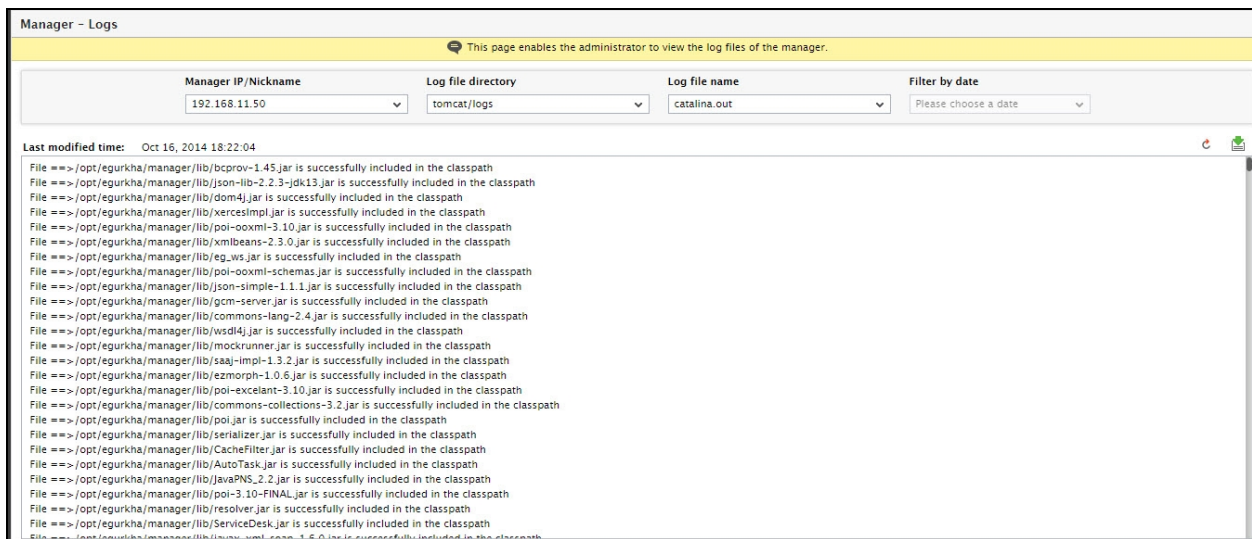 Manager - Logs
This page enables the administrator to view the log files of the manager.
Manager IP/Nickname Log file directory Log file name Filter by date
192.168.11.50 tomcat/logs catalina.out Please choose a date
Last modified time: Oct 16, 2014 18:22:04
File ==>/opt/egurkha/manager/lib/bcprov-1.45.jar is successfully included in the classpath
File ==>/opt/egurkha/manager/lib/json-lib-2.2.3-jdk13.jar is successfully included in the classpath
File ==>/opt/egurkha/manager/lib/dom4j.jar is successfully included in the classpath
File ==>/opt/egurkha/manager/lib/xercesImpl.jar is successfully included in the classpath
File ==>/opt/egurkha/manager/lib/poi-ooxml-3.10.jar is successfully included in the classpath
File ==>/opt/egurkha/manager/lib/xmlbeans-2.3.0.jar is successfully included in the classpath
File ==>/opt/egurkha/manager/lib/eg_ws.jar is successfully included in the classpath
File ==>/opt/egurkha/manager/lib/poi-ooxml-schemas.jar is successfully included in the classpath
File ==>/opt/egurkha/manager/lib/json-simple-1.1.1.jar is successfully included in the classpath
File ==>/opt/egurkha/manager/lib/gcm-server.jar is successfully included in the classpath
File ==>/opt/egurkha/manager/lib/commons-lang-2.4.jar is successfully included in the classpath
File ==>/opt/egurkha/manager/lib/wsdl4j.jar is successfully included in the classpath
File ==>/opt/egurkha/manager/lib/mockrunner.jar is successfully included in the classpath
File ==>/opt/egurkha/manager/lib/saaj-impl-1.3.2.jar is successfully included in the classpath
File ==>/opt/egurkha/manager/lib/ezmorph-1.0.6.jar is successfully included in the classpath
File ==>/opt/egurkha/manager/lib/poi-excelant-3.10.jar is successfully included in the classpath
File ==>/opt/egurkha/manager/lib/commons-collections-3.2.jar is successfully included in the classpath
File ==>/opt/egurkha/manager/lib/poi.jar is successfully included in the classpath
File ==>/opt/egurkha/manager/lib/serializer.jar is successfully included in the classpath
File ==>/opt/egurkha/manager/lib/CacheFilter.jar is successfully included in the classpath
File ==>/opt/egurkha/manager/lib/AutoTask.jar is successfully included in the classpath
File ==>/opt/egurkha/manager/lib/JavaPNS_2.2.jar is successfully included in the classpath
File ==>/opt/egurkha/manager/lib/poi-3.10-FINAL.jar is successfully included in the classpath
File ==>/opt/egurkha/manager/lib/resolver.jar is successfully included in the classpath
File ==>/opt/egurkha/manager/lib/ServiceDesk.jar is successfully included in the classpath
File ==>/opt/egurkha/manager/lib/javax.xml.soap-1.6.0.jar is successfully included in the classpath